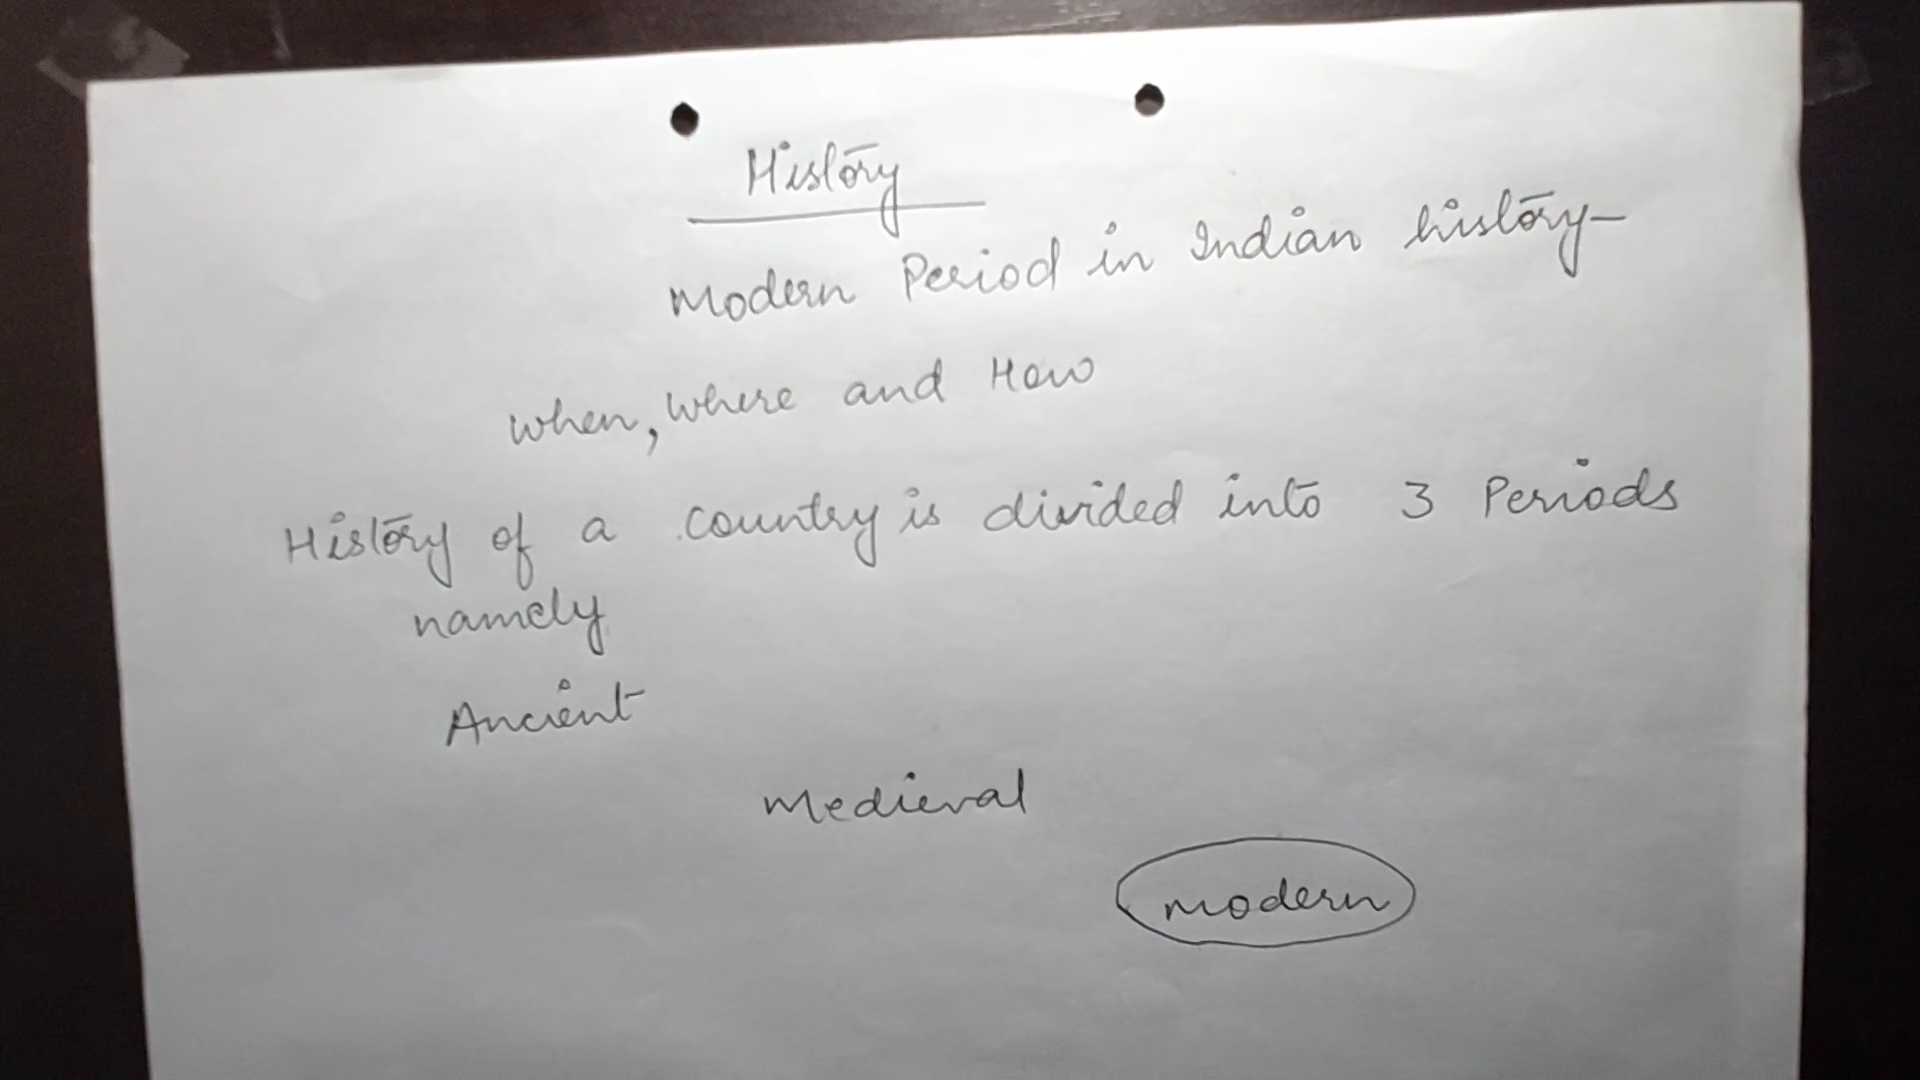 History
Modern Period in Indian history-
when, where and How
History of a country is divided into 3 Periods
namely
Ancient
Medieval
modern